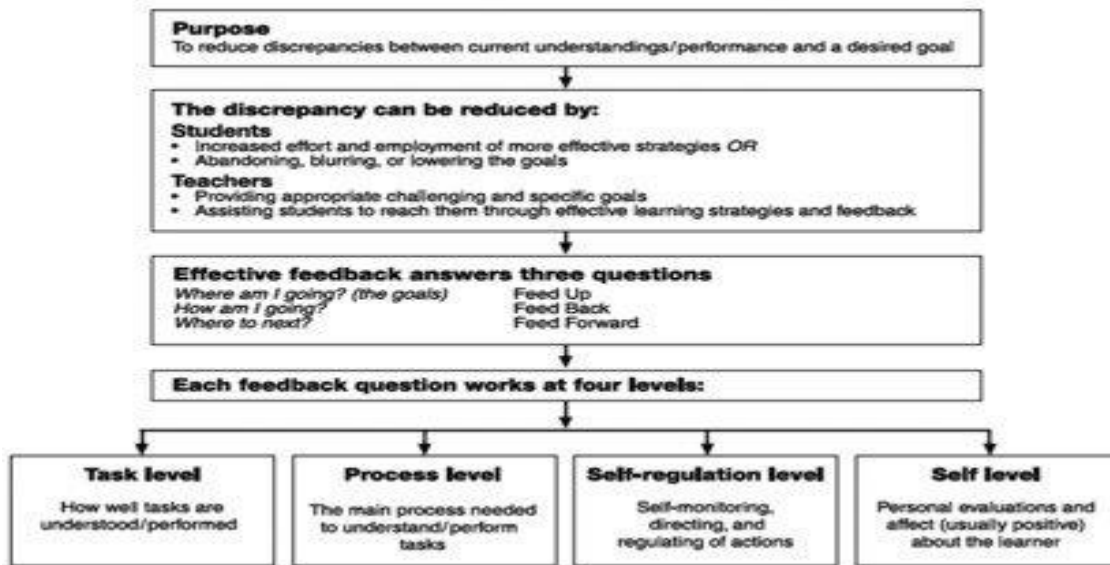 Purpose
To reduce discrepancies between current understandings/performance and a desired goal
The discrepancy can be reduced by:
Students
• Increased effort and employment of more effective strategies OR
• Abandoning, blurring, or lowering the goals
Teachers
• Providing appropriate challenging and specific goals
• Assisting students to reach them through effective learning strategies and feedback
Effective feedback answers three questions
Where am I going? (the goals) Feed Up
How am I going? Feed Back
Where to next? Feed Forward
Each feedback question works at four levels:
Task level
How well tasks are
understood/performed
Process level
The main process needed
to understand/perform
tasks
Self-regulation level
Self-monitoring,
directing, and
regulating of actions
Self level
Personal evaluations and
affect (usually positive)
about the learner